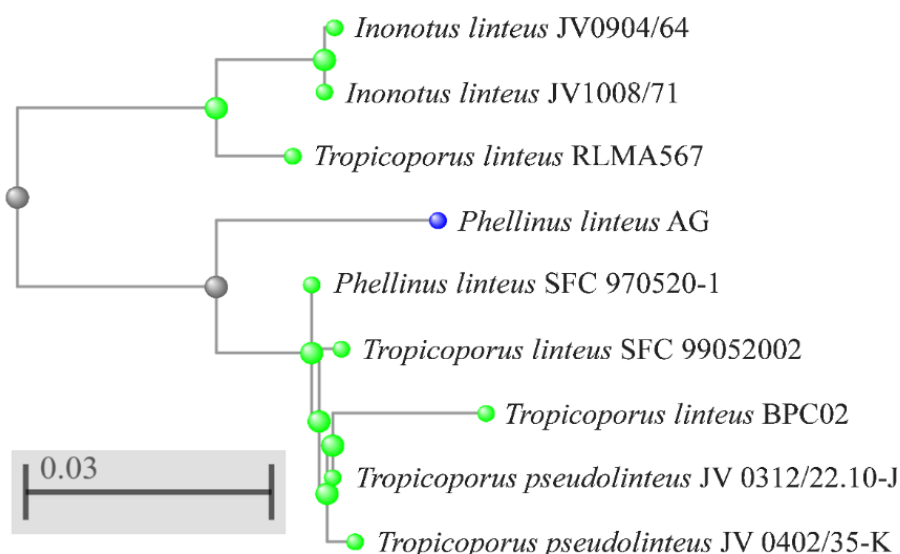 Inonotus linteus JV0904/64
Inonotus linteus JV1008/71
Tropicoporus linteus RLMA567
Phellinus linteus AG
Phellinus linteus SFC 970520-1
Tropicoporus linteus SFC 99052002
Tropicoporus linteus BPC02
0.03
Tropicoporus pseudolinteus JV 0312/22.10-J
Tropicoporus pseudolinteus JV 0402/35-K